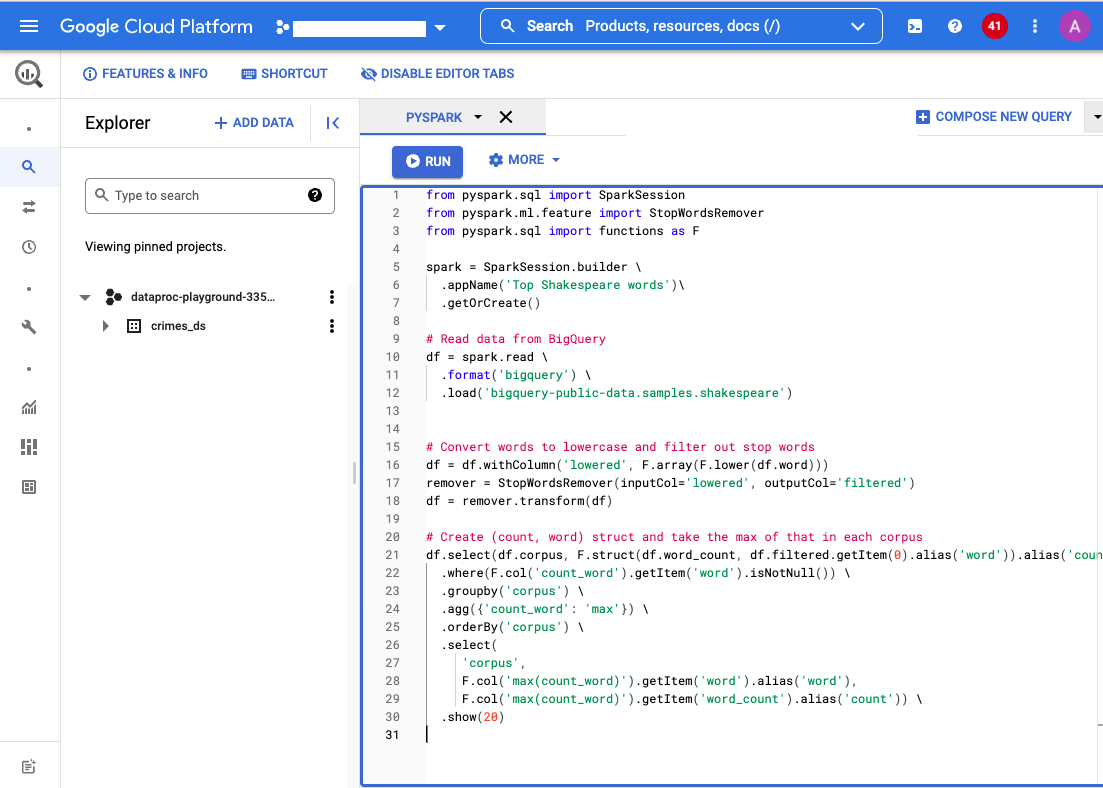 Google Cloud Platform
Search Products, resources, docs (/)
41
A
FEATURES & INFO
SHORTCUT
DISABLE EDITOR TABS
Explorer
ADD DATA
PYSPARK
COMPOSE NEW QUERY
RUN
MORE
Type to search
Viewing pinned projects.
dataproc-playground-335...
crimes_ds
1 from pyspark.sql import SparkSession
2 from pyspark.ml.feature import StopWordsRemover
3 from pyspark.sql import functions as F
4
5 spark = SparkSession.builder \
6 .appName('Top Shakespeare words')\
7 .getOrCreate()
8
9 # Read data from BigQuery
10 df = spark.read \
11 .format('bigquery') \
12 .load('bigquery-public-data.samples.shakespeare')
13
14
15 # Convert words to lowercase and filter out stop words
16 df = df.withColumn('lowered', F.array(F.lower(df.word)))
17 remover = StopWordsRemover(inputCol='lowered', outputCol='filtered')
18 df = remover.transform(df)
19
20 # Create (count, word) struct and take the max of that in each corpus
21 df.select(df.corpus, F.struct(df.word_count, df.filtered.getItem(0).alias('word')).alias('coun
22 .where(F.col('count_word').getItem('word').isNotNull()) \
23 .groupby('corpus') \
24 .agg({'count_word': 'max'}) \
25 .orderBy('corpus') \
26 .select(
27 'corpus',
28 F.col('max(count_word)').getItem('word').alias('word'),
29 F.col('max(count_word)').getItem('word_count').alias('count')) \
30 .show(20)
31